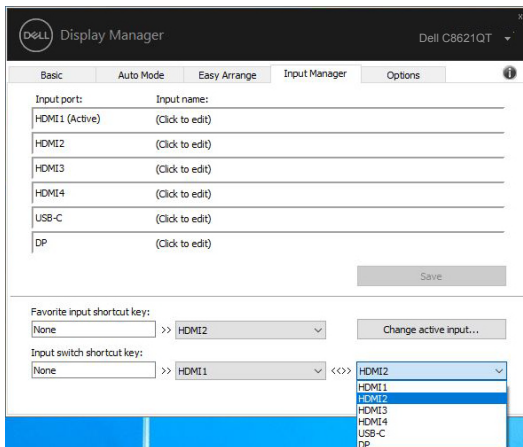 DELL Display Manager
Dell C8621QT
Basic Auto Mode Easy Arrange Input Manager Options
Input port: Input name:
HDMI1 (Active) (Click to edit)
HDMI2 (Click to edit)
HDMI3 (Click to edit)
HDMI4 (Click to edit)
USB-C (Click to edit)
DP (Click to edit)
Save
Favorite input shortcut key:
None >> HDMI2 Change active input...
Input switch shortcut key:
None >> HDMI1 <<>> HDMI2
HDMI1
HDMI2
HDMI3
HDMI4
USB-C
DP